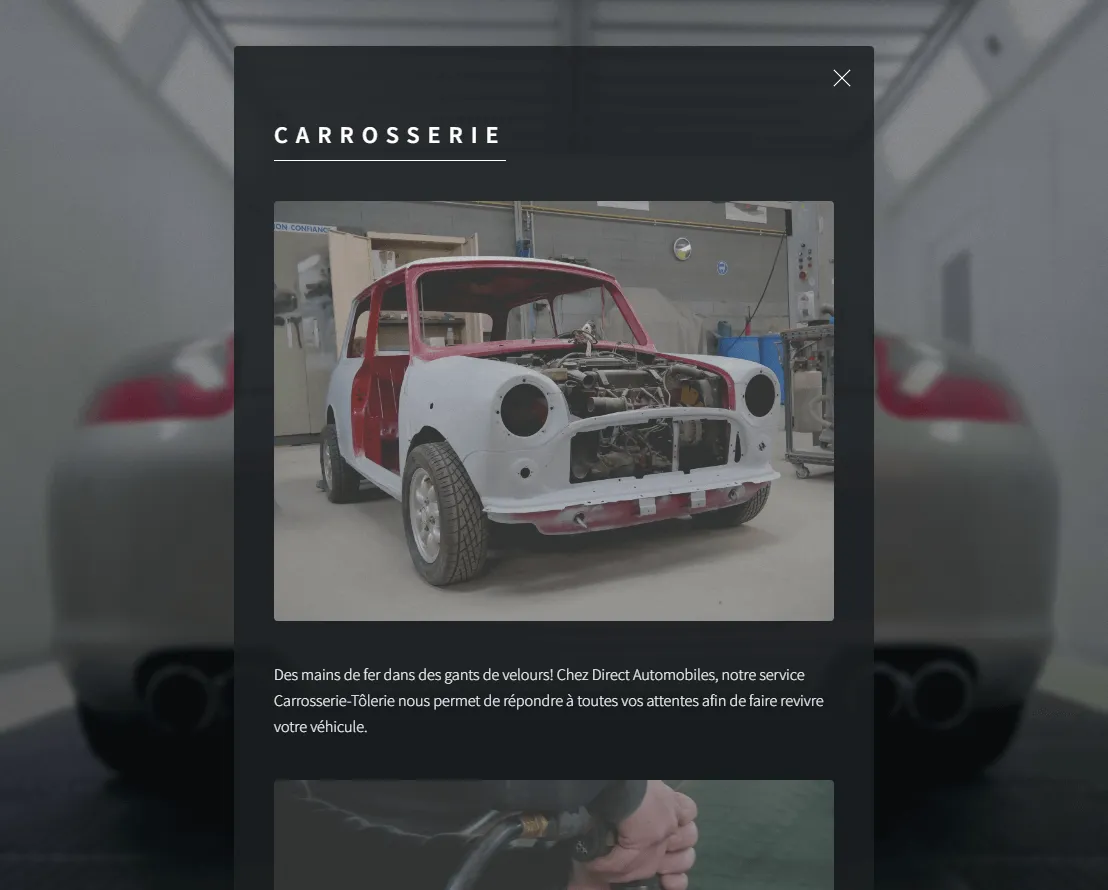 CARROSSERIE
ON CONFIANC
Des mains de fer dans des gants de velours! Chez Direct Automobiles, notre service
Carrosserie-Tôlerie nous permet de répondre à toutes vos attentes afin de faire revivre
votre véhicule.